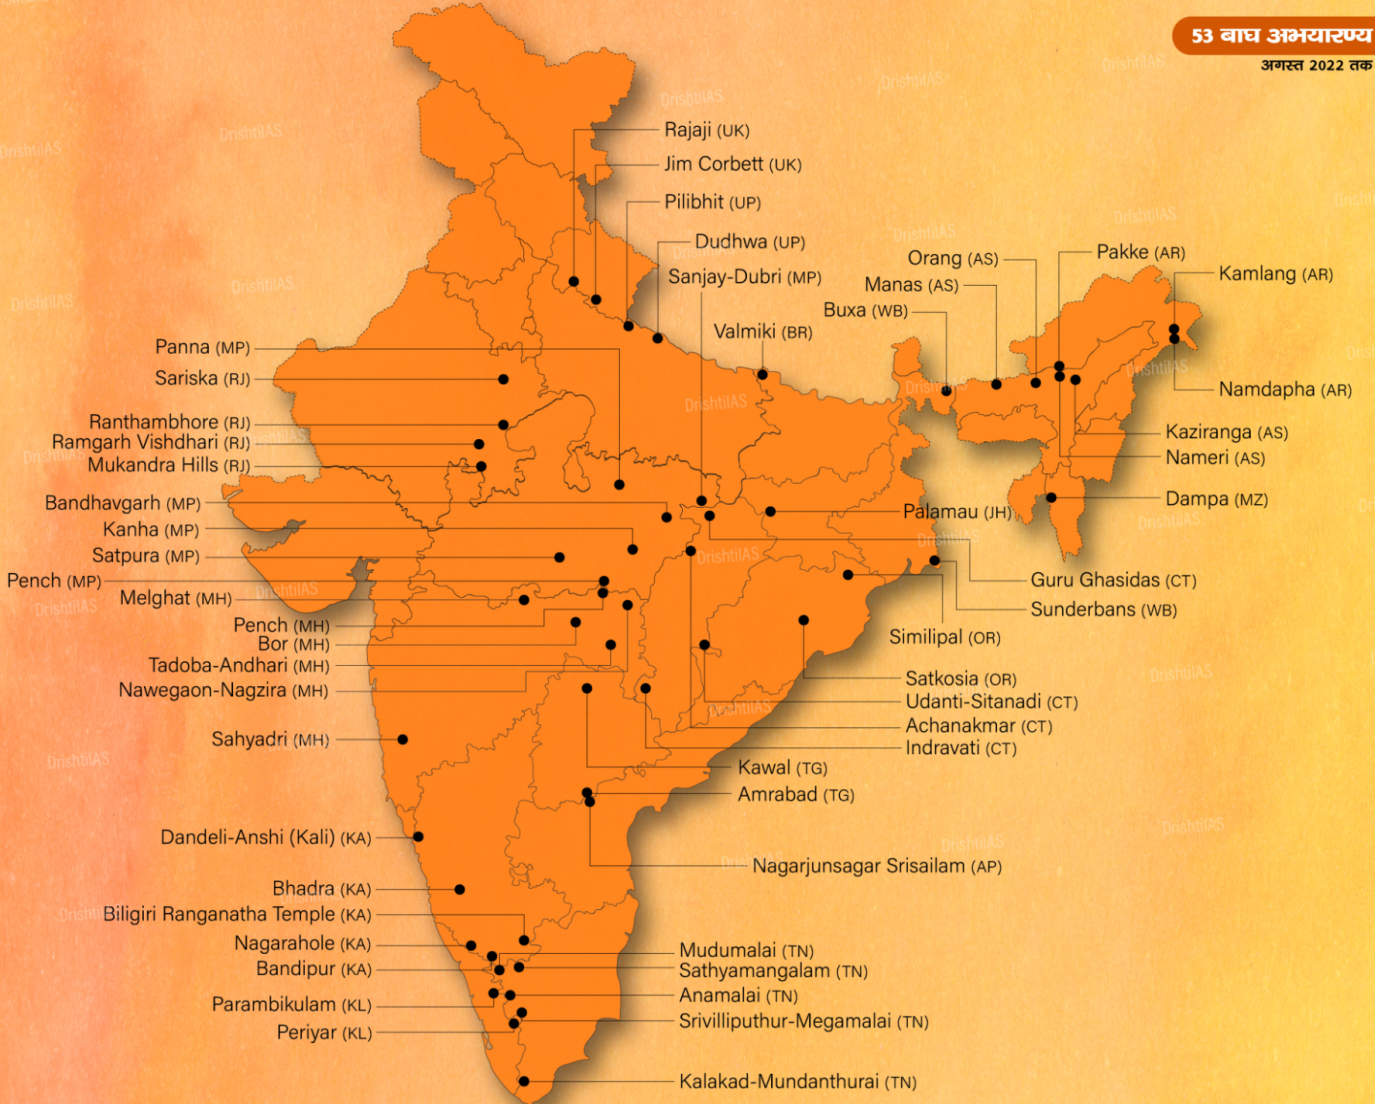 53 बाघ अभयारण्य
अगस्त 2022 तक
Rajaji (UK)
Jim Corbett (UK)
Pilibhit (UP)
Dudhwa (UP)
Sanjay-Dubri (MP)
Valmiki (BR)
Buxa (WB)
Manas (AS)
Orang (AS)
Pakke (AR)
Kamlang (AR)
Namdapha (AR)
Kaziranga (AS)
Nameri (AS)
Dampa (MZ)
Panna (MP)
Sariska (RJ)
Ranthambhore (RJ)
Ramgarh Vishdhari (RJ)
Mukandra Hills (RJ)
Bandhavgarh (MP)
Kanha (MP)
Satpura (MP)
Pench (MP)
Melghat (MH)
Pench (MH)
Bor (MH)
Tadoba-Andhari (MH)
Nawegaon-Nagzira (MH)
Sahyadri (MH)
Palamau (JH)
Guru Ghasidas (CT)
Sunderbans (WB)
Similipal (OR)
Satkosia (OR)
Udanti-Sitanadi (CT)
Achanakmar (CT)
Indravati (CT)
Kawal (TG)
Amrabad (TG)
Nagarjunsagar Srisailam (AP)
Dandeli-Anshi (Kali) (KA)
Bhadra (KA)
Biligiri Ranganatha Temple (KA)
Nagarahole (KA)
Bandipur (KA)
Parambikulam (KL)
Periyar (KL)
Mudumalai (TN)
Sathyamangalam (TN)
Anamalai (TN)
Srivilliputhur-Megamalai (TN)
Kalakad-Mundanthurai (TN)
DrishtiIAS